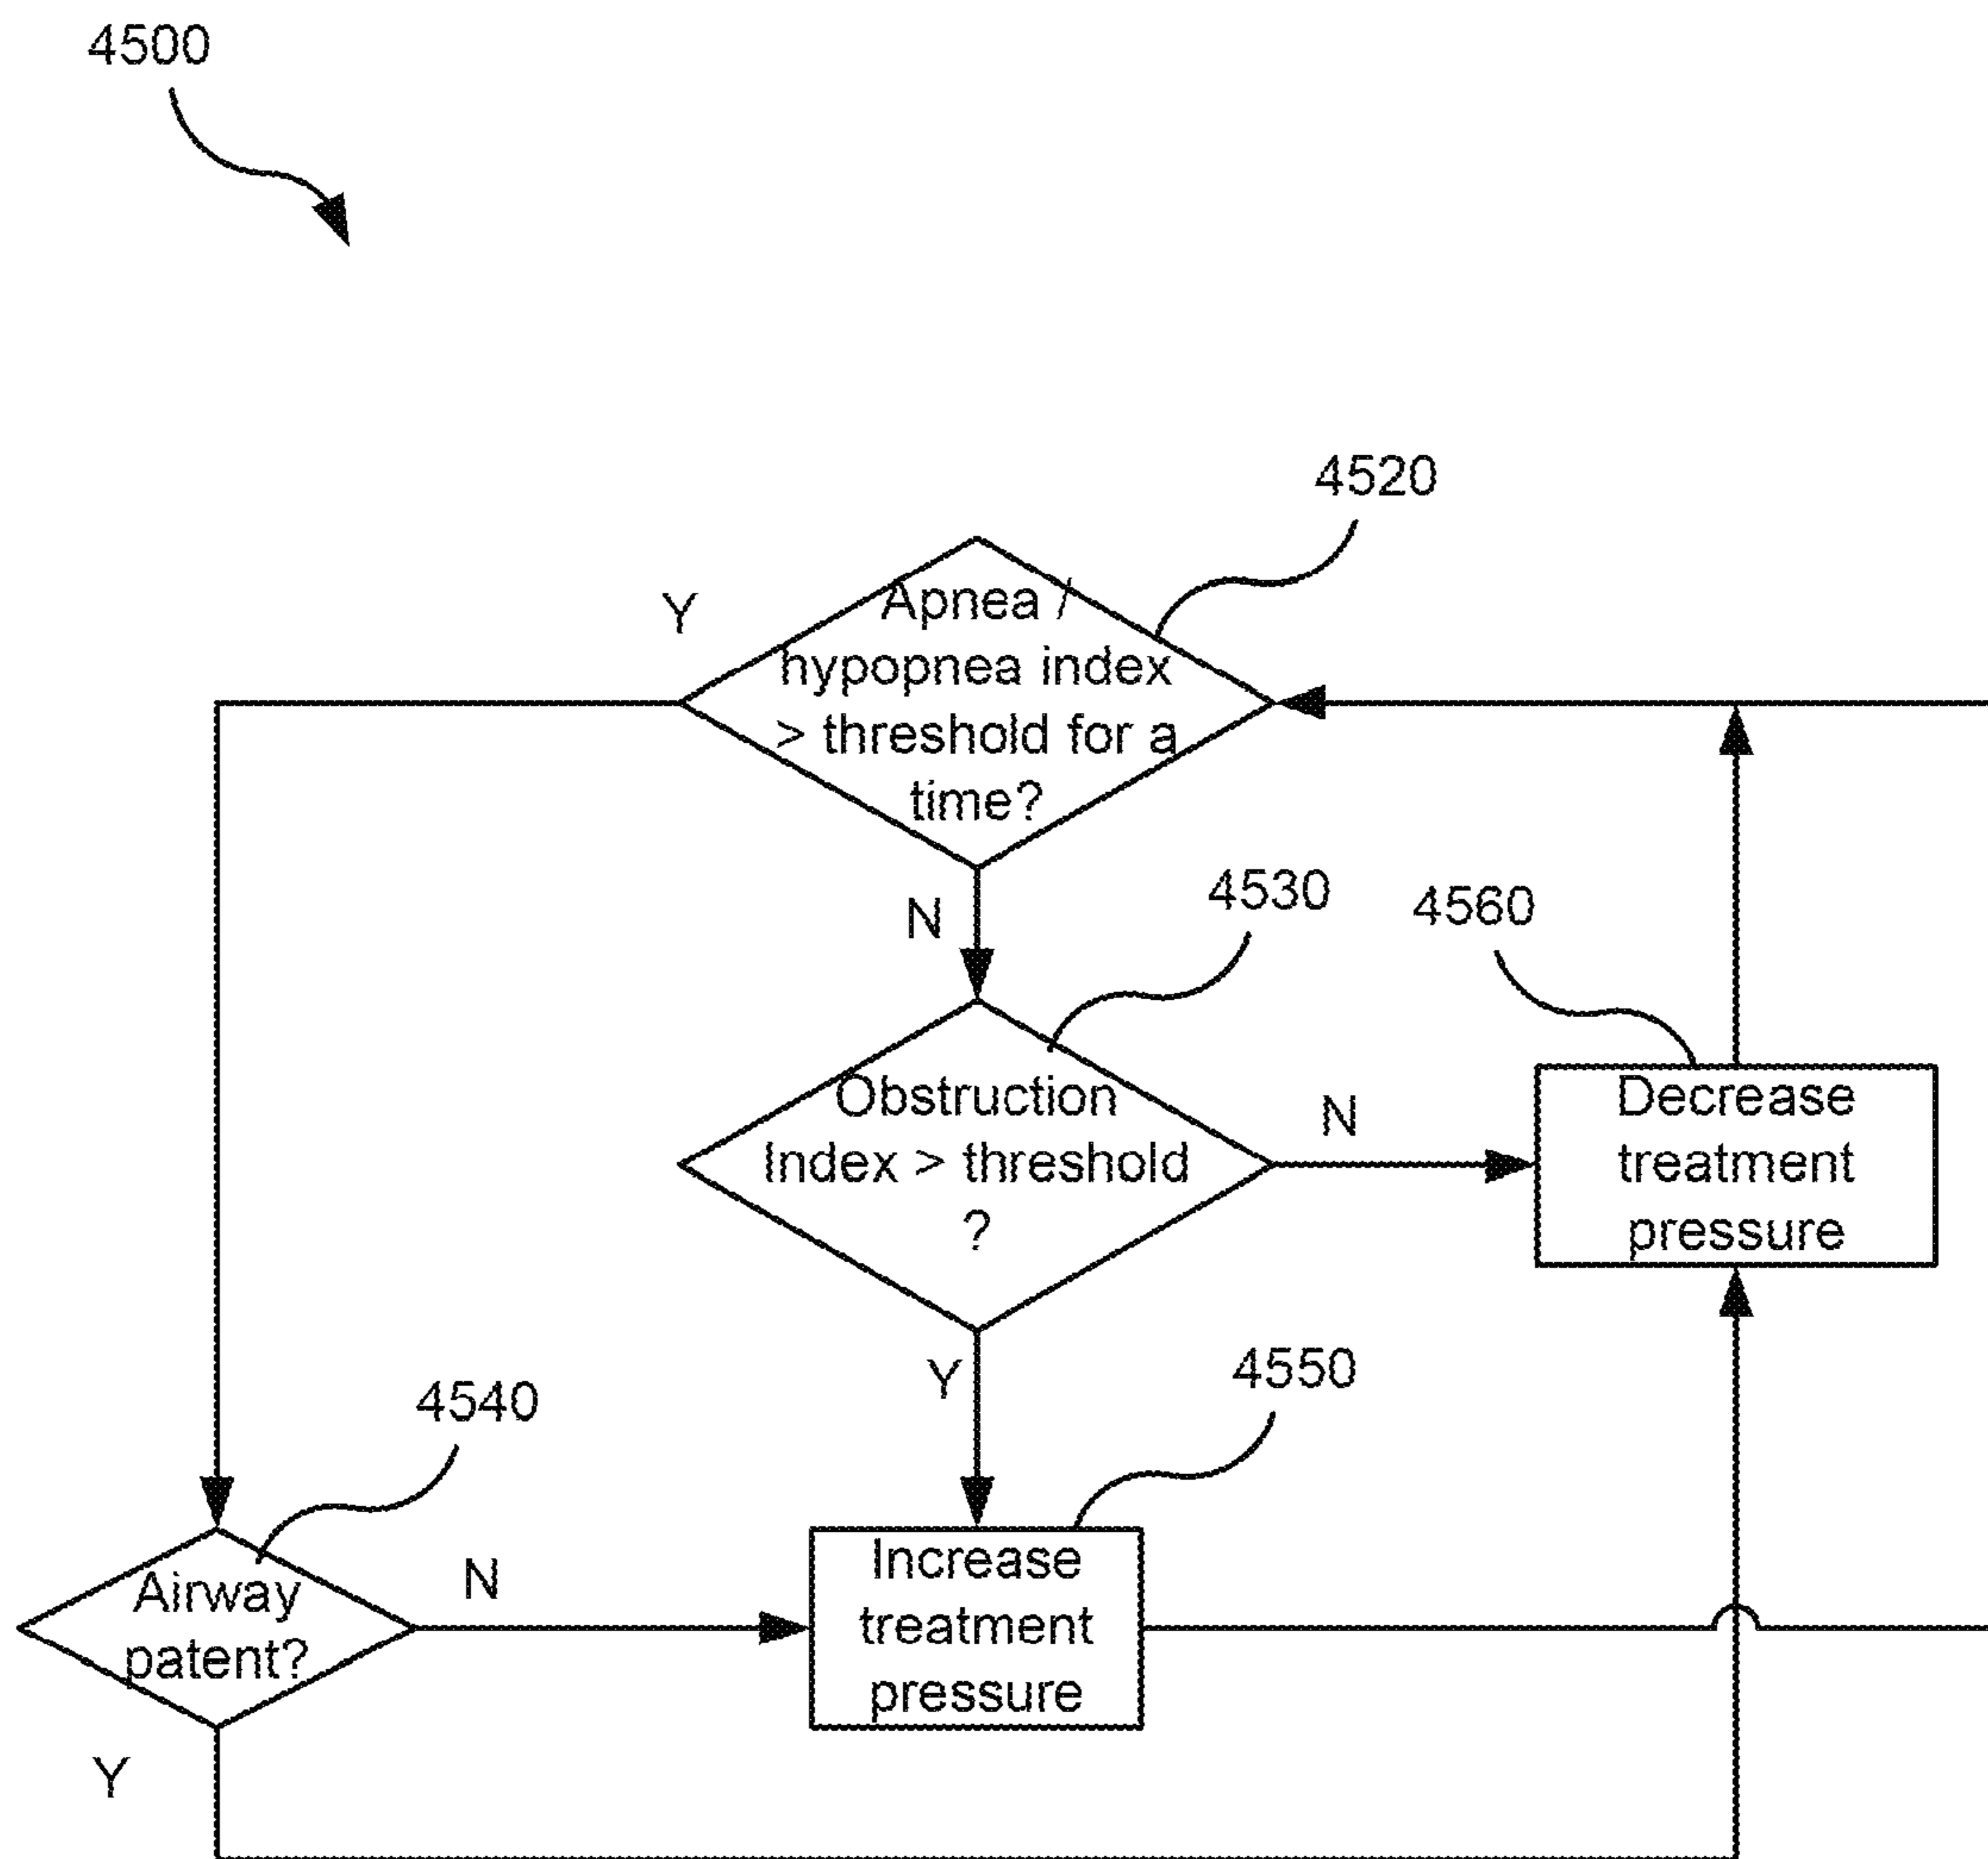 4500
4520
Y
Apnea /
hypopnea index
> threshold for a
time?
N
4530
4560
Obstruction
Index > threshold
?
N
Decrease
treatment
pressure
Y
4550
4540
Airway
patent?
N
Increase
treatment
pressure
Y